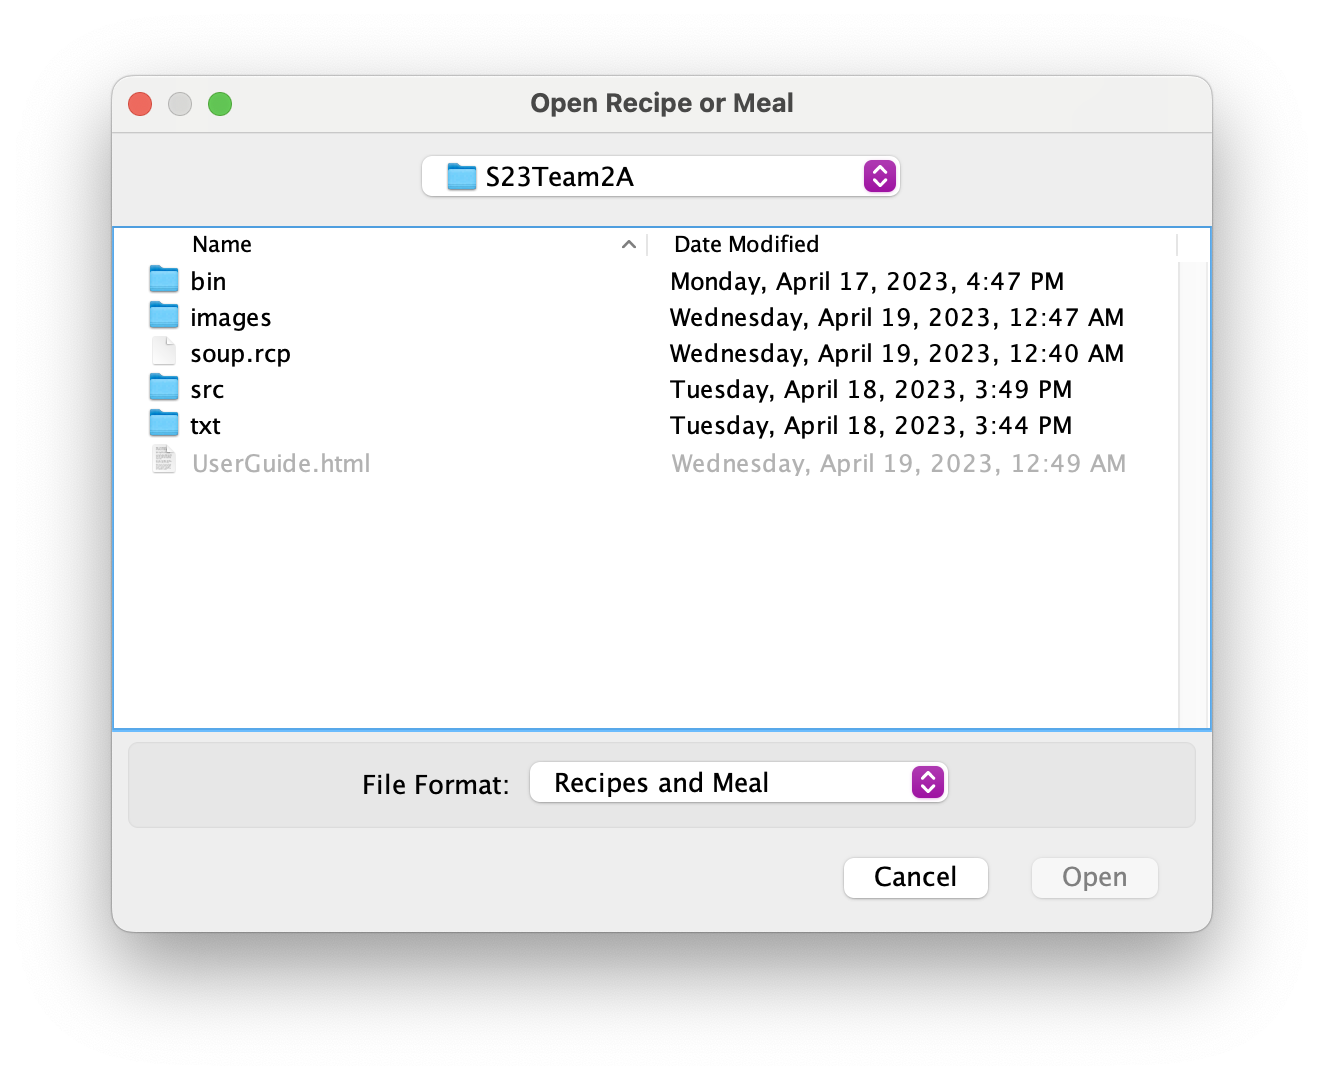 Open Recipe or Meal
S23Team2A
Name Date Modified
bin Monday, April 17, 2023, 4:47 PM
images Wednesday, April 19, 2023, 12:47 AM
soup.rcp Wednesday, April 19, 2023, 12:40 AM
src Tuesday, April 18, 2023, 3:49 PM
txt Tuesday, April 18, 2023, 3:44 PM
UserGuide.html Wednesday, April 19, 2023, 12:49 AM
File Format: Recipes and Meal
Cancel Open